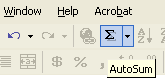 Window Help Acrobat
Σ A Z
$ % ,
AutoSum